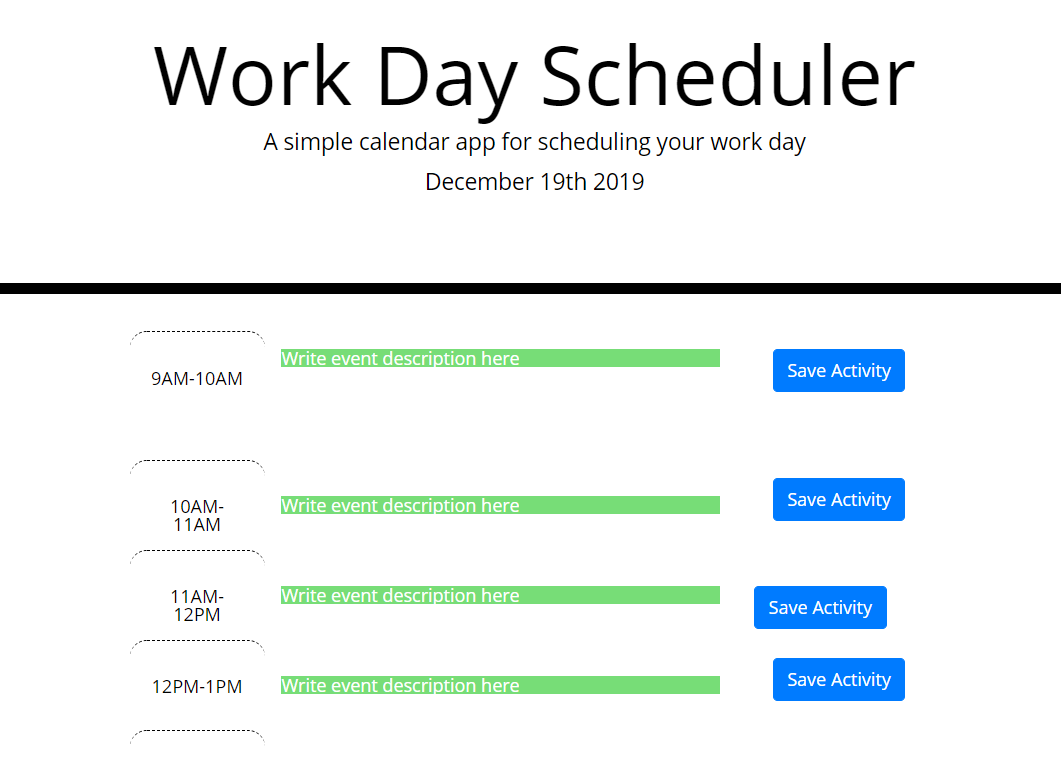 Work Day Scheduler
A simple calendar app for scheduling your work day
December 19th 2019
9AM-10AM
Write event description here
Save Activity
10AM-
11AM
Write event description here
Save Activity
11AM-
12PM
Write event description here
Save Activity
12PM-1PM
Write event description here
Save Activity